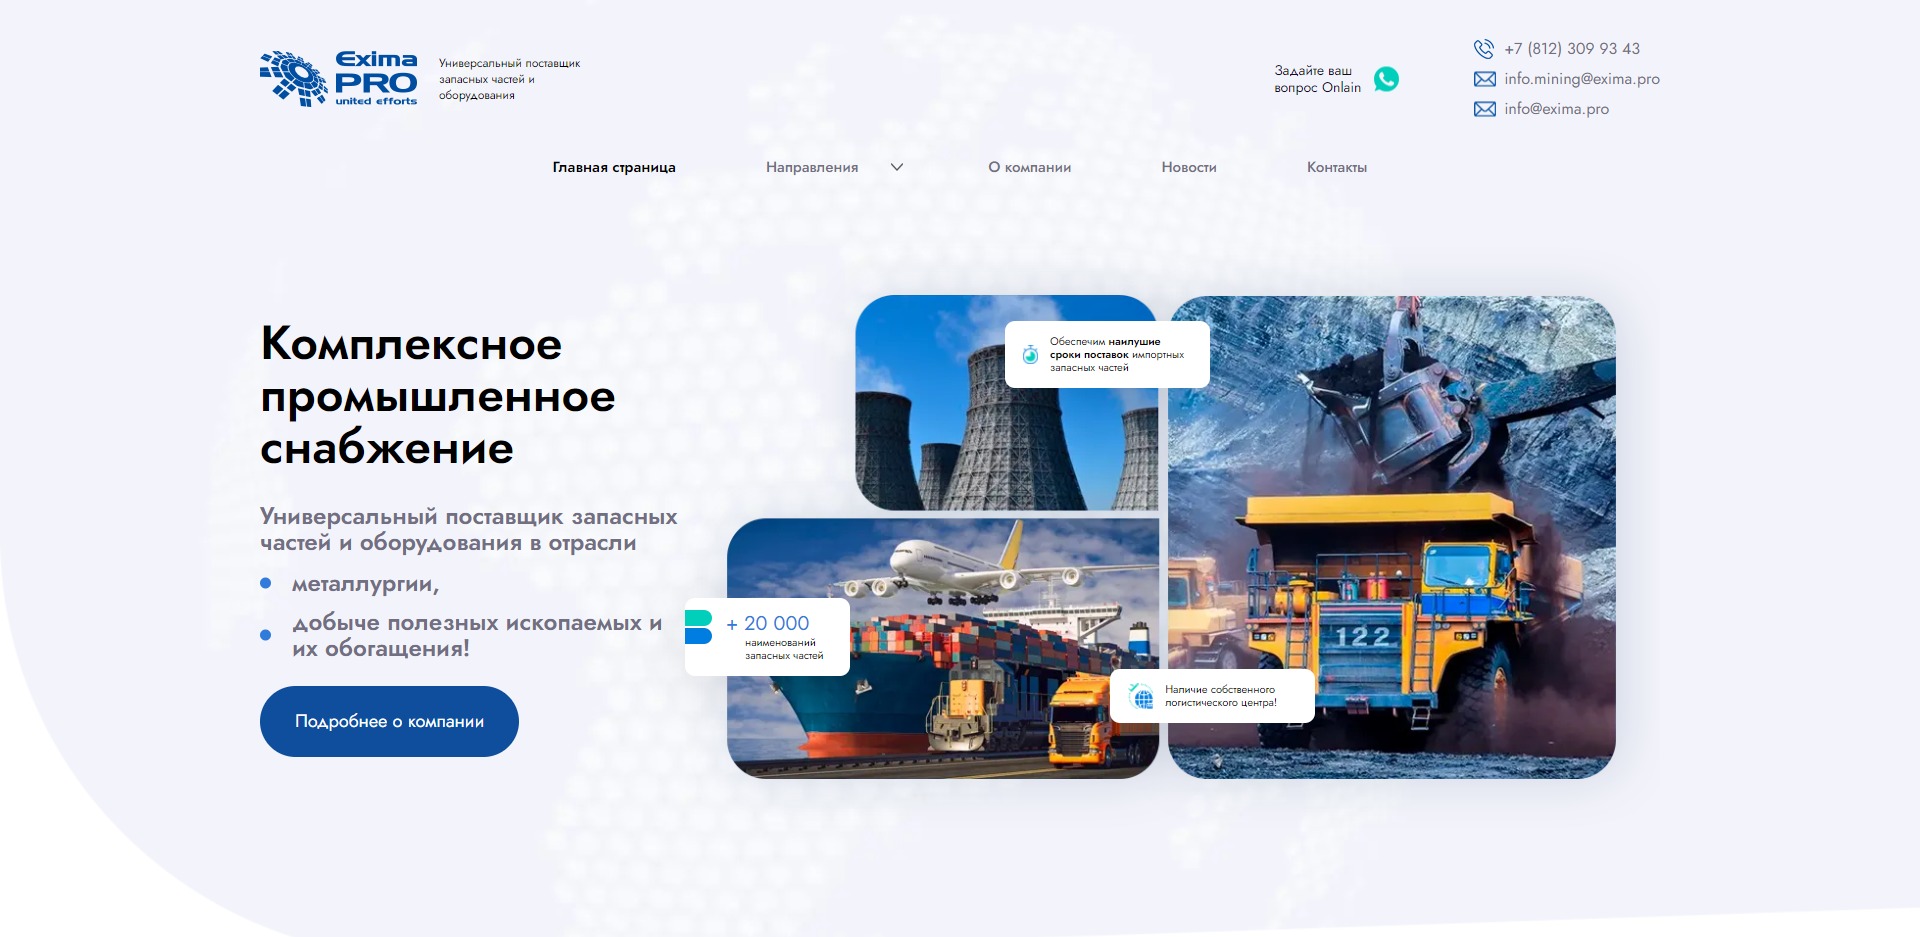 Exima
PRO
united efforts
Универсальный поставщик
запасных частей и
оборудования
Задайте ваш
вопрос Onlain
+7 (812) 309 93 43
info.mining@exima.pro
info@exima.pro
Главная страница
Направления
О компании
Новости
Контакты
Комплексное
промышленное
снабжение
Универсальный поставщик запасных
частей и оборудования в отрасли
металлургии,
добыче полезных ископаемых и
их обогащения!
Подробнее о компании
Обеспечим наилушие
сроки поставок импортных
запасных частей
+ 20 000
наименований
запасных частей
Наличие собственного
логистического центра!
122